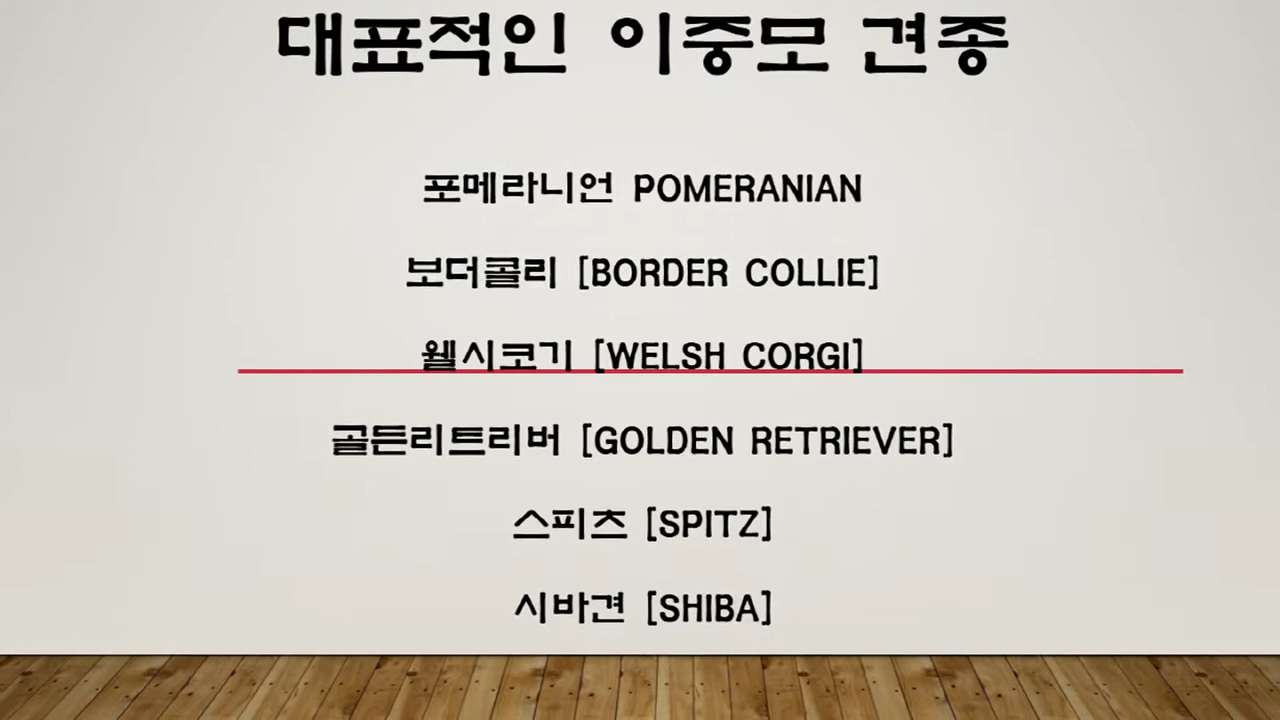 대표적인 이중모 견종
포메라니언 POMERANIAN
보더콜리 [BORDER COLLIE]
웰시코기 [WELSH CORGI]
골든리트리버 [GOLDEN RETRIEVER]
스피츠 [SPITZ]
시바견 [SHIBA]